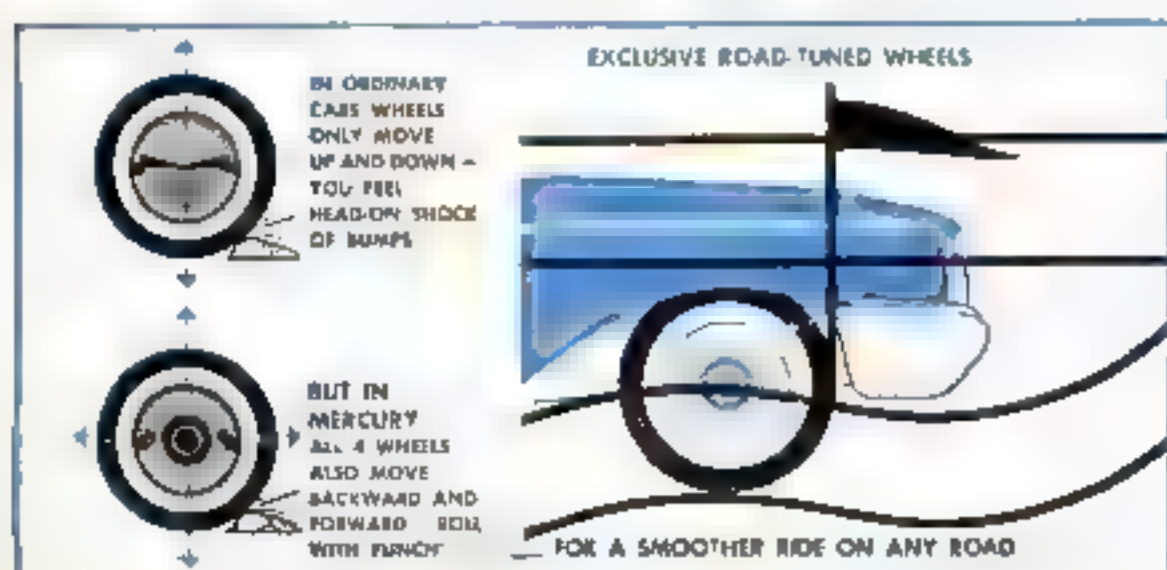 EXCLUSIVE ROAD-TUNED WHEELS
IN ORDINARY
CARS WHEELS
ONLY MOVE
UP AND DOWN –
YOU FEEL
HEAD-ON SHOCK
OF BUMPS
BUT IN
MERCURY
ALL 4 WHEELS
ALSO MOVE
BACKWARD AND
FORWARD ROLL
WITH PUNCH
FOR A SMOOTHER RIDE ON ANY ROAD